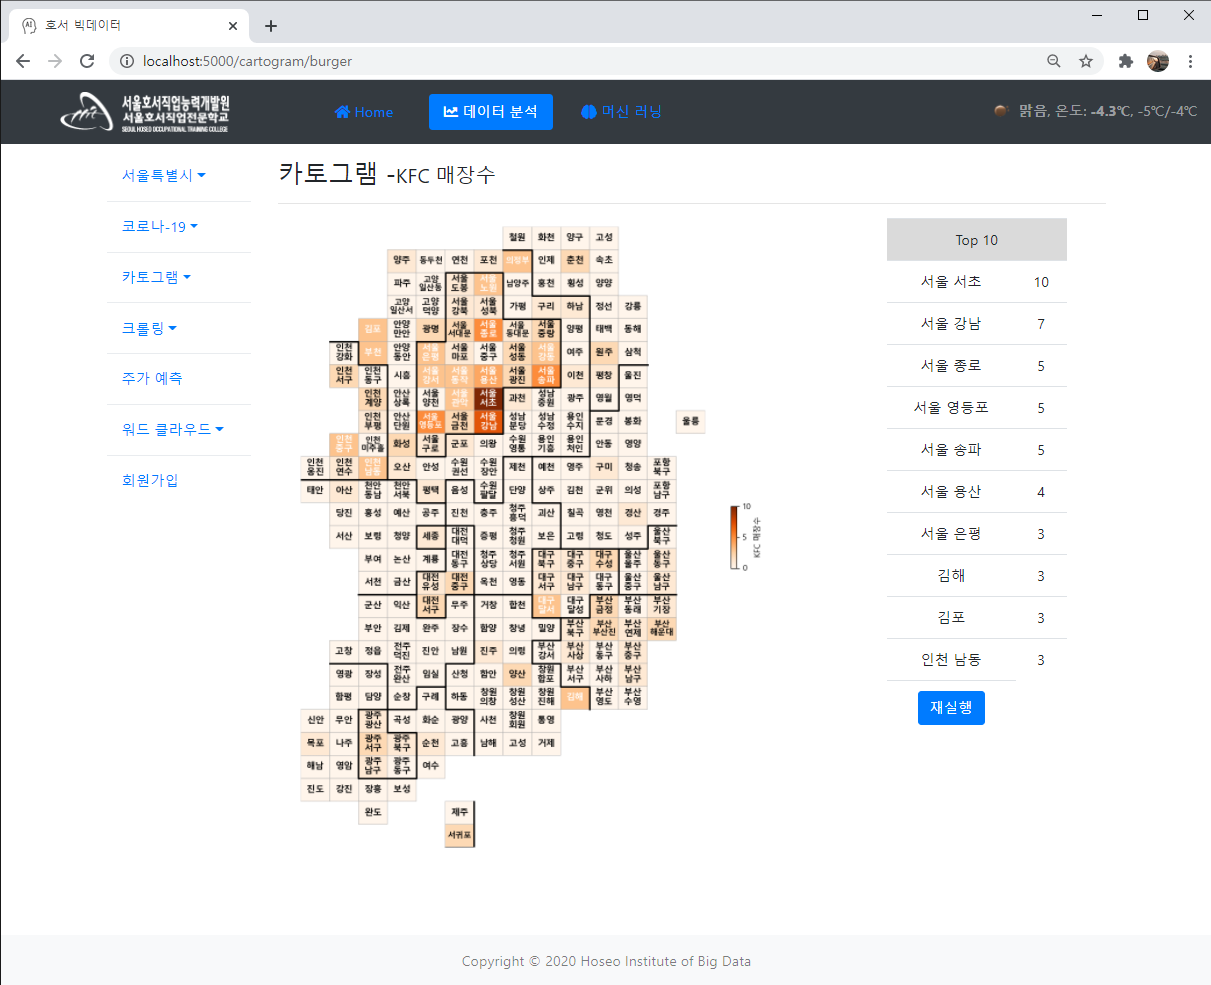 호서 빅데이터
localhost:5000/cartogram/burger
서울호서직업능력개발원
서울호서직업전문학교
SEOUL HOSEO OCCUPATIONAL TRAINING COLLEGE
Home
데이터 분석
머신 러닝
맑음, 온도: -4.3℃, -5℃/-4℃
서울특별시
코로나-19
카토그램
크롤링
주가 예측
워드 클라우드
회원가입
카토그램 -KFC 매장수
철원 화천 양구 고성
양주 동두천 연천 포천 의정부 인제 춘천 속초
파주 고양 일산동 서울 도봉 서울 노원 남양주 홍천 횡성 양양
고양 일산서 고양 덕양 서울 강북 서울 성북 가평 구리 하남 정선 강릉
김포 안양 만안 광명 서울 서대문 서울 종로 서울 동대문 서울 중랑 양평 태백 동해
인천 강화 부천 안양 동안 서울 은평 서울 마포 서울 중구 서울 성동 서울 강동 여주 원주 삼척
인천 서구 인천 동구 시흥 서울 강서 서울 동작 서울 용산 서울 광진 서울 송파 이천 평창 울진
인천 계양 안산 상록 서울 양천 서울 관악 서울 서초 과천 성남 중원 광주 영월 영덕
인천 부평 안산 단원 서울 영등포 서울 금천 서울 강남 성남 분당 성남 수정 용인 수지 문경 봉화 울릉
인천 중구 인천 미추홀 화성 서울 구로 군포 의왕 수원 영통 용인 기흥 용인 처인 안동 영양
인천 옹진 인천 연수 인천 남동 오산 안성 수원 권선 수원 장안 제천 예천 영주 구미 청송 포항 북구
태안 아산 천안 동남 천안 서북 평택 음성 수원 팔달 단양 상주 김천 군위 의성 포항 남구
당진 홍성 예산 공주 진천 충주 청주 흥덕 괴산 칠곡 영천 경산 경주
서산 보령 청양 세종 대전 대덕 증평 청주 청원 보은 고령 청도 성주 울산 북구
부여 논산 계룡 대전 동구 청주 상당 청주 서원 대구 북구 대구 중구 대구 수성 울산 울주 울산 동구
서천 금산 대전 유성 대전 중구 옥천 영동 대구 서구 대구 남구 대구 동구 울산 중구 울산 남구
군산 익산 대전 서구 무주 거창 합천 대구 달서 대구 달성 부산 금정 부산 동래 부산 기장
부안 김제 완주 장수 함양 창녕 밀양 부산 북구 부산 부산진 부산 연제 부산 해운대
고창 정읍 전주 덕진 진안 남원 진주 의령 부산 강서 부산 사상 부산 동구 부산 중구
영광 장성 전주 완산 임실 산청 함안 양산 창원 합포 부산 서구 부산 사하 부산 남구
함평 담양 순창 구례 하동 창원 의창 창원 성산 창원 진해 김해 부산 영도 부산 수영
신안 무안 광주 광산 곡성 화순 광양 사천 창원 회원 통영
목포 나주 광주 서구 광주 북구 순천 고흥 남해 고성 거제
해남 영암 광주 남구 광주 동구 여수
진도 강진 장흥 보성
완도 제주
서귀포
10
5
0
KFC 매장수
Top 10
서울 서초 10
서울 강남 7
서울 종로 5
서울 영등포 5
서울 송파 5
서울 용산 4
서울 은평 3
김해 3
김포 3
인천 남동 3
재실행
Copyright © 2020 Hoseo Institute of Big Data